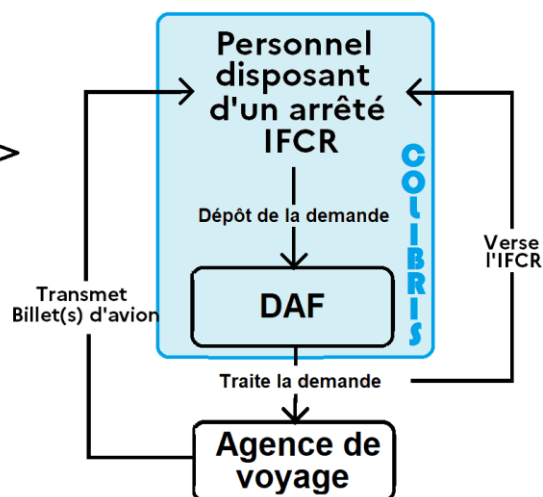 Personnel
disposant
d'un arrêté
IFCR
COLIBRIS
Dépôt de la demande
Verse
l'IFCR
DAF
Transmet
Billet(s) d'avion
Traite la demande
Agence de
voyage